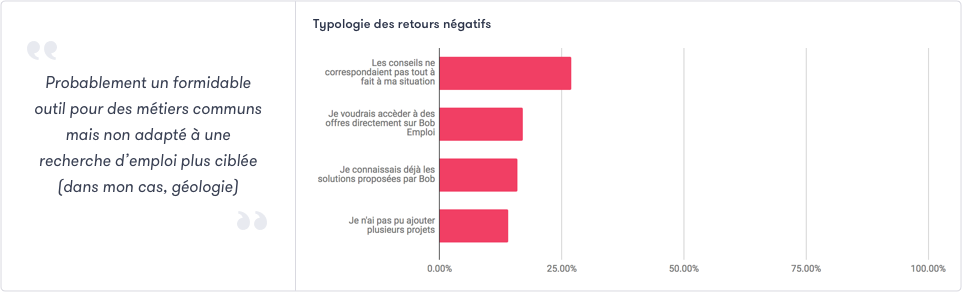 Probablement un formidable
outil pour des métiers communs
mais non adapté à une
recherche d'emploi plus ciblée
(dans mon cas, géologie)
Typologie des retours négatifs
Les conseils ne
correspondaient pas tout à
fait à ma situation
Je voudrais accèder à des
offres directement sur Bob
Emploi
Je connaissais déjà les
solutions proposées par Bob
Je n'ai pas pu ajouter
plusieurs projets
0.00%
25.00%
50.00%
75.00%
100.00%